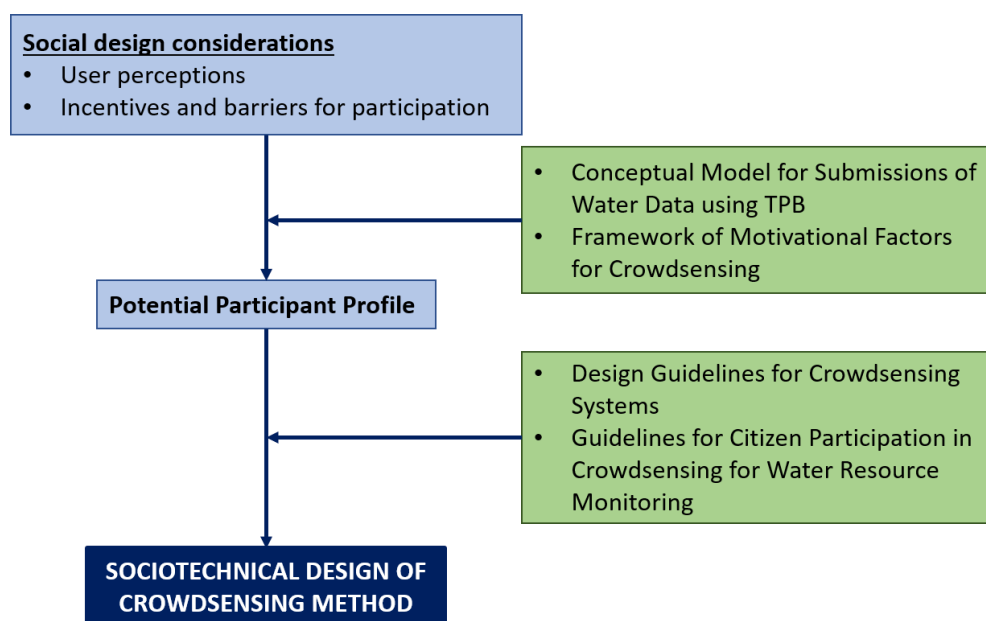 Social design considerations
• User perceptions
• Incentives and barriers for participation
• Conceptual Model for Submissions of
Water Data using TPB
• Framework of Motivational Factors
for Crowdsensing
Potential Participant Profile
• Design Guidelines for Crowdsensing
Systems
• Guidelines for Citizen Participation in
Crowdsensing for Water Resource
Monitoring
SOCIOTECHNICAL DESIGN OF
CROWDSENSING METHOD